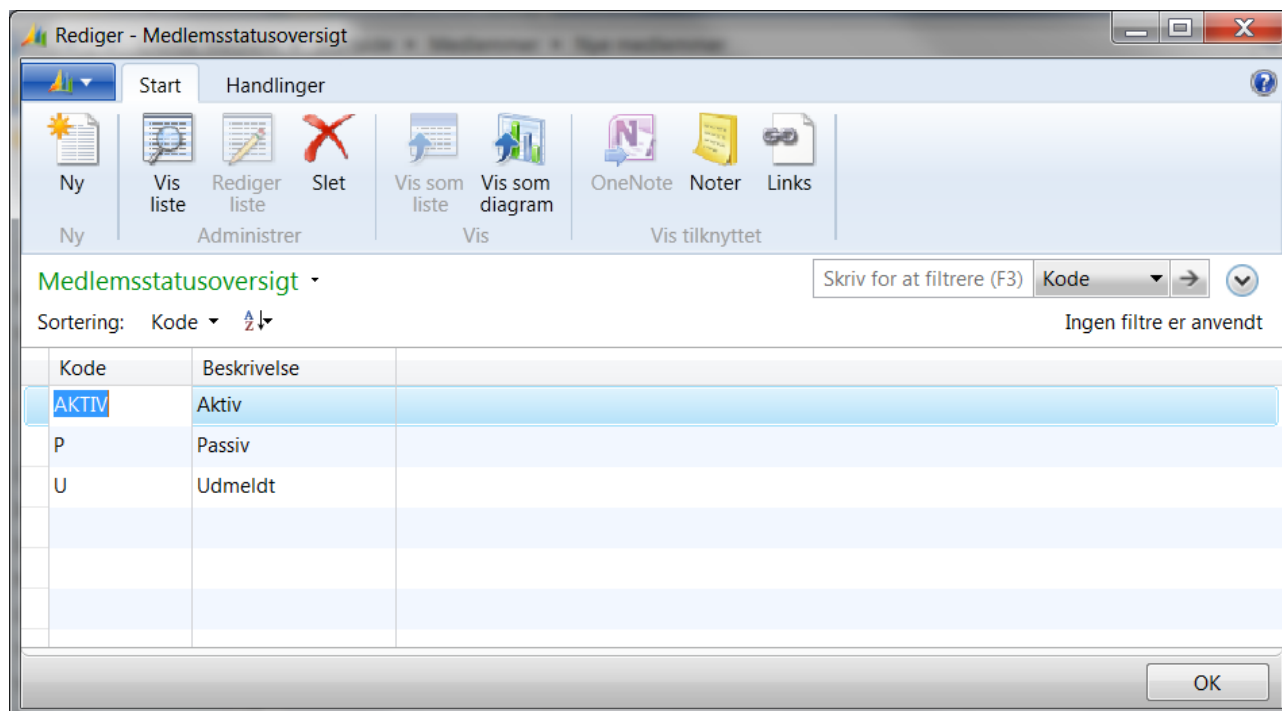 Rediger - Medlemsstatusoversigt
Start Handlinger
Ny Vis liste Rediger liste Slet Vis som liste Vis som diagram OneNote Noter Links
Ny Administrer Vis Vis tilknyttet
Medlemsstatusoversigt Skriv for at filtrere (F3) Kode
Sortering: Kode Ingen filtre er anvendt
Kode Beskrivelse
AKTIV Aktiv
P Passiv
U Udmeldt
OK